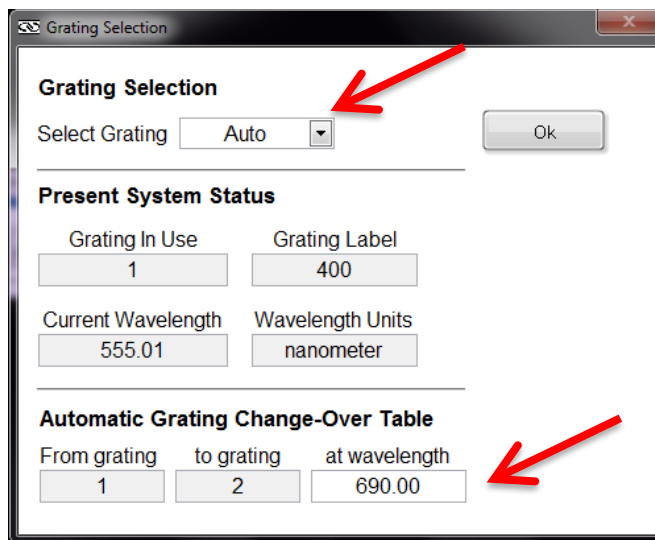 Grating Selection
Grating Selection
Select Grating Auto
Ok
Present System Status
Grating In Use Grating Label
1 400
Current Wavelength Wavelength Units
555.01 nanometer
Automatic Grating Change-Over Table
From grating to grating at wavelength
1 2 690.00